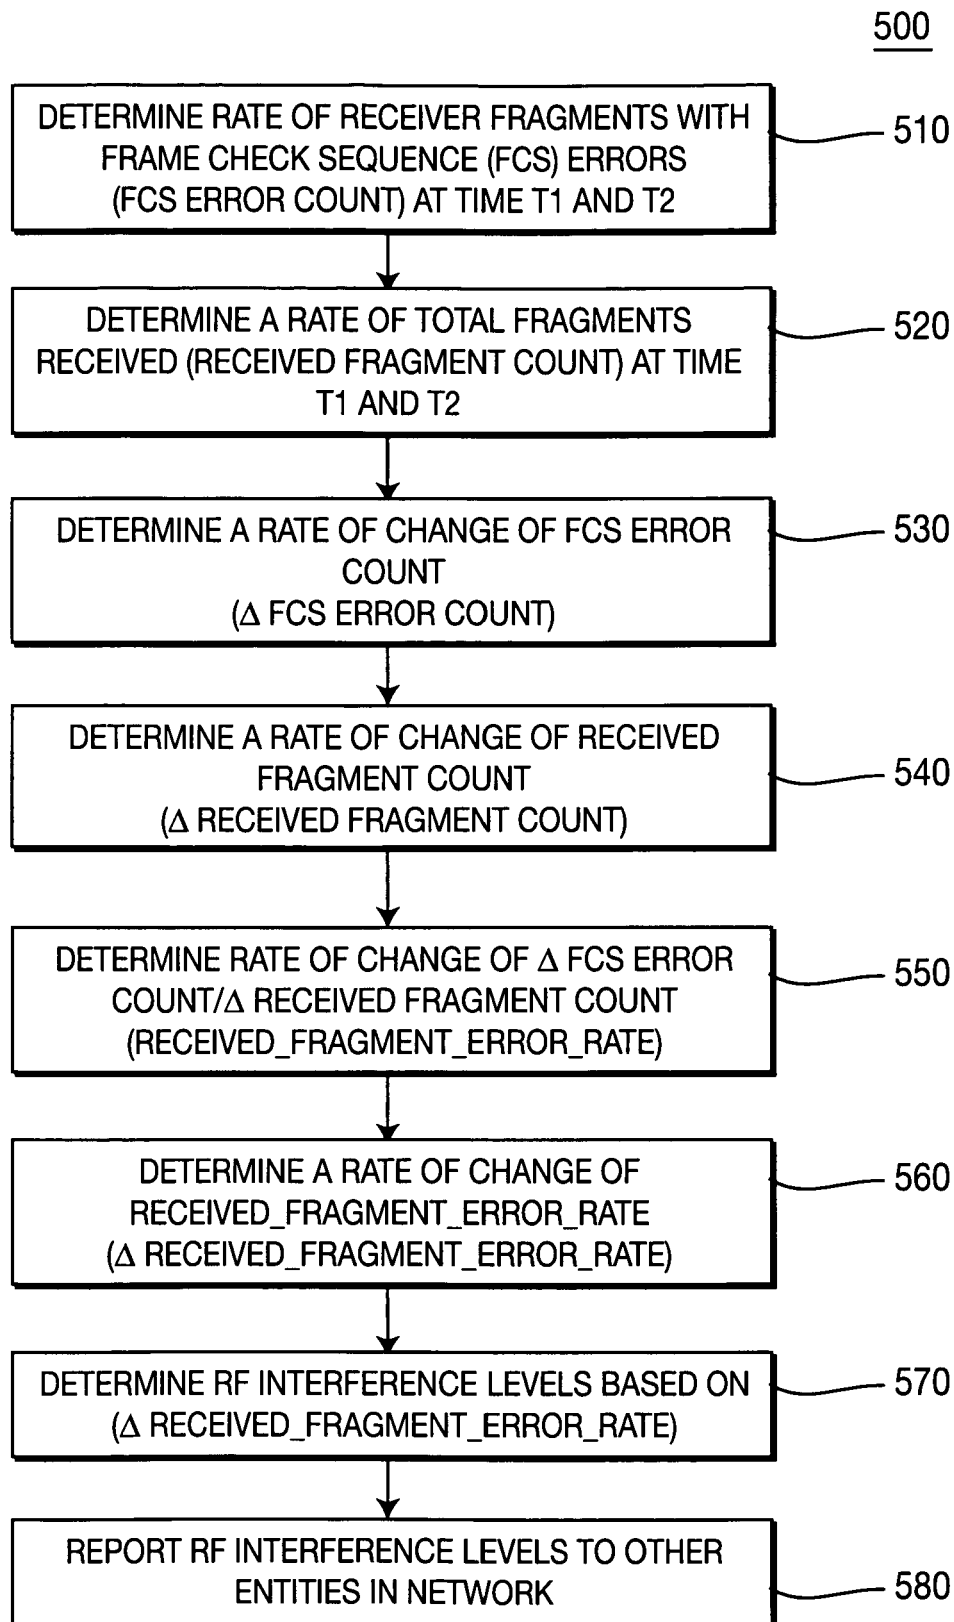 500
DETERMINE RATE OF RECEIVER FRAGMENTS WITH
FRAME CHECK SEQUENCE (FCS) ERRORS
(FCS ERROR COUNT) AT TIME T1 AND T2
510
DETERMINE A RATE OF TOTAL FRAGMENTS
RECEIVED (RECEIVED FRAGMENT COUNT) AT TIME
T1 AND T2
520
DETERMINE A RATE OF CHANGE OF FCS ERROR
COUNT
(Δ FCS ERROR COUNT)
530
DETERMINE A RATE OF CHANGE OF RECEIVED
FRAGMENT COUNT
(Δ RECEIVED FRAGMENT COUNT)
540
DETERMINE RATE OF CHANGE OF Δ FCS ERROR
COUNT/Δ RECEIVED FRAGMENT COUNT
(RECEIVED_FRAGMENT_ERROR_RATE)
550
DETERMINE A RATE OF CHANGE OF
RECEIVED_FRAGMENT_ERROR_RATE
(Δ RECEIVED_FRAGMENT_ERROR_RATE)
560
DETERMINE RF INTERFERENCE LEVELS BASED ON
(Δ RECEIVED_FRAGMENT_ERROR_RATE)
570
REPORT RF INTERFERENCE LEVELS TO OTHER
ENTITIES IN NETWORK
580